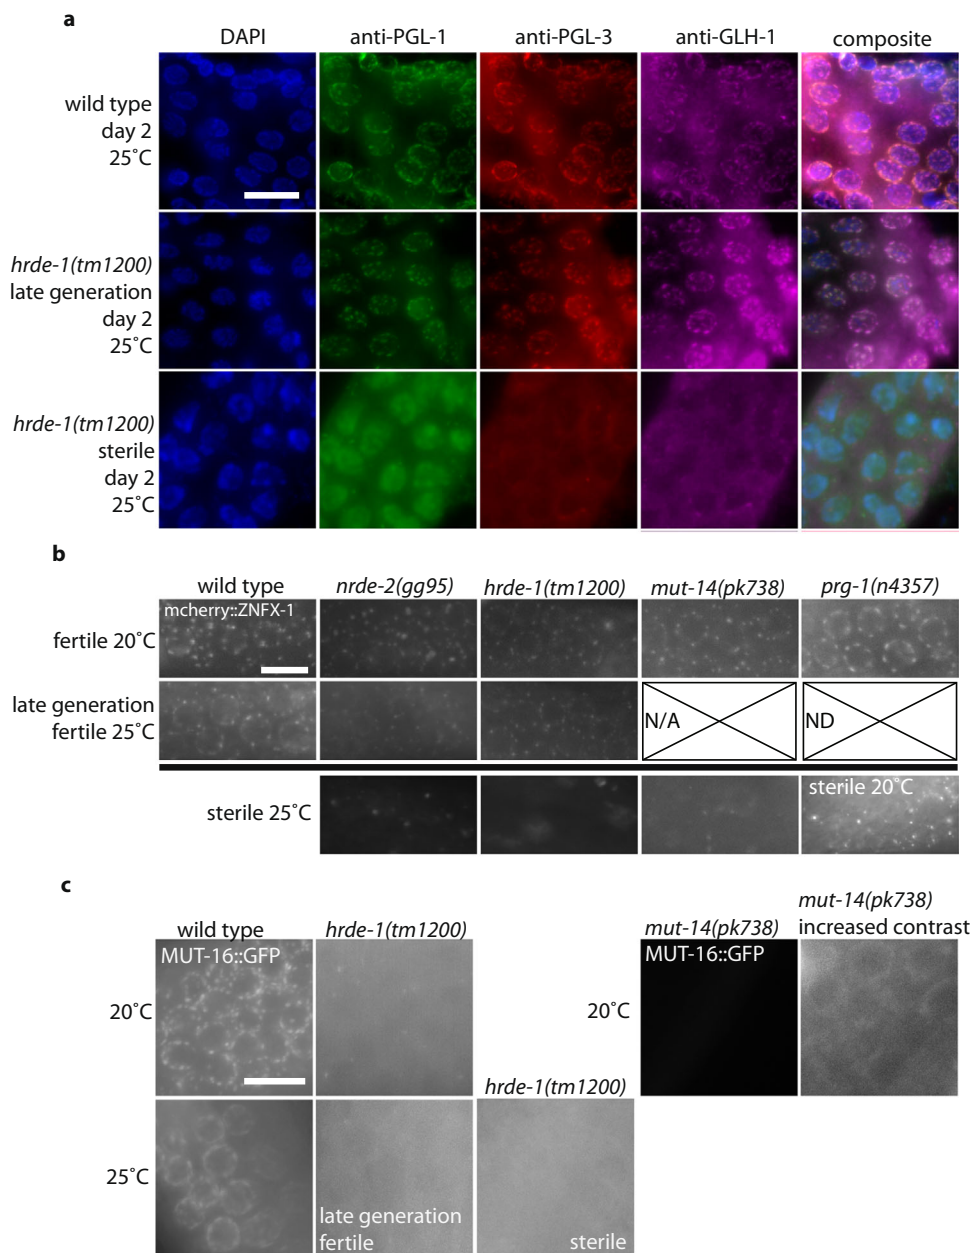 a
DAPI anti-PGL-1 anti-PGL-3 anti-GLH-1 composite
wild type
day 2
25˚C
hrde-1(tm1200)
late generation
day 2
25˚C
hrde-1(tm1200)
sterile
day 2
25˚C
b
wild type nrde-2(gg95) hrde-1(tm1200) mut-14(pk738) prg-1(n4357)
mcherry::ZNFX-1
fertile 20˚C
late generation
fertile 25˚C
N/A ND
sterile 25˚C
sterile 20˚C
c
wild type hrde-1(tm1200) mut-14(pk738) mut-14(pk738)
increased contrast
MUT-16::GFP MUT-16::GFP
20˚C 20˚C
hrde-1(tm1200)
25˚C
late generation
fertile
sterile